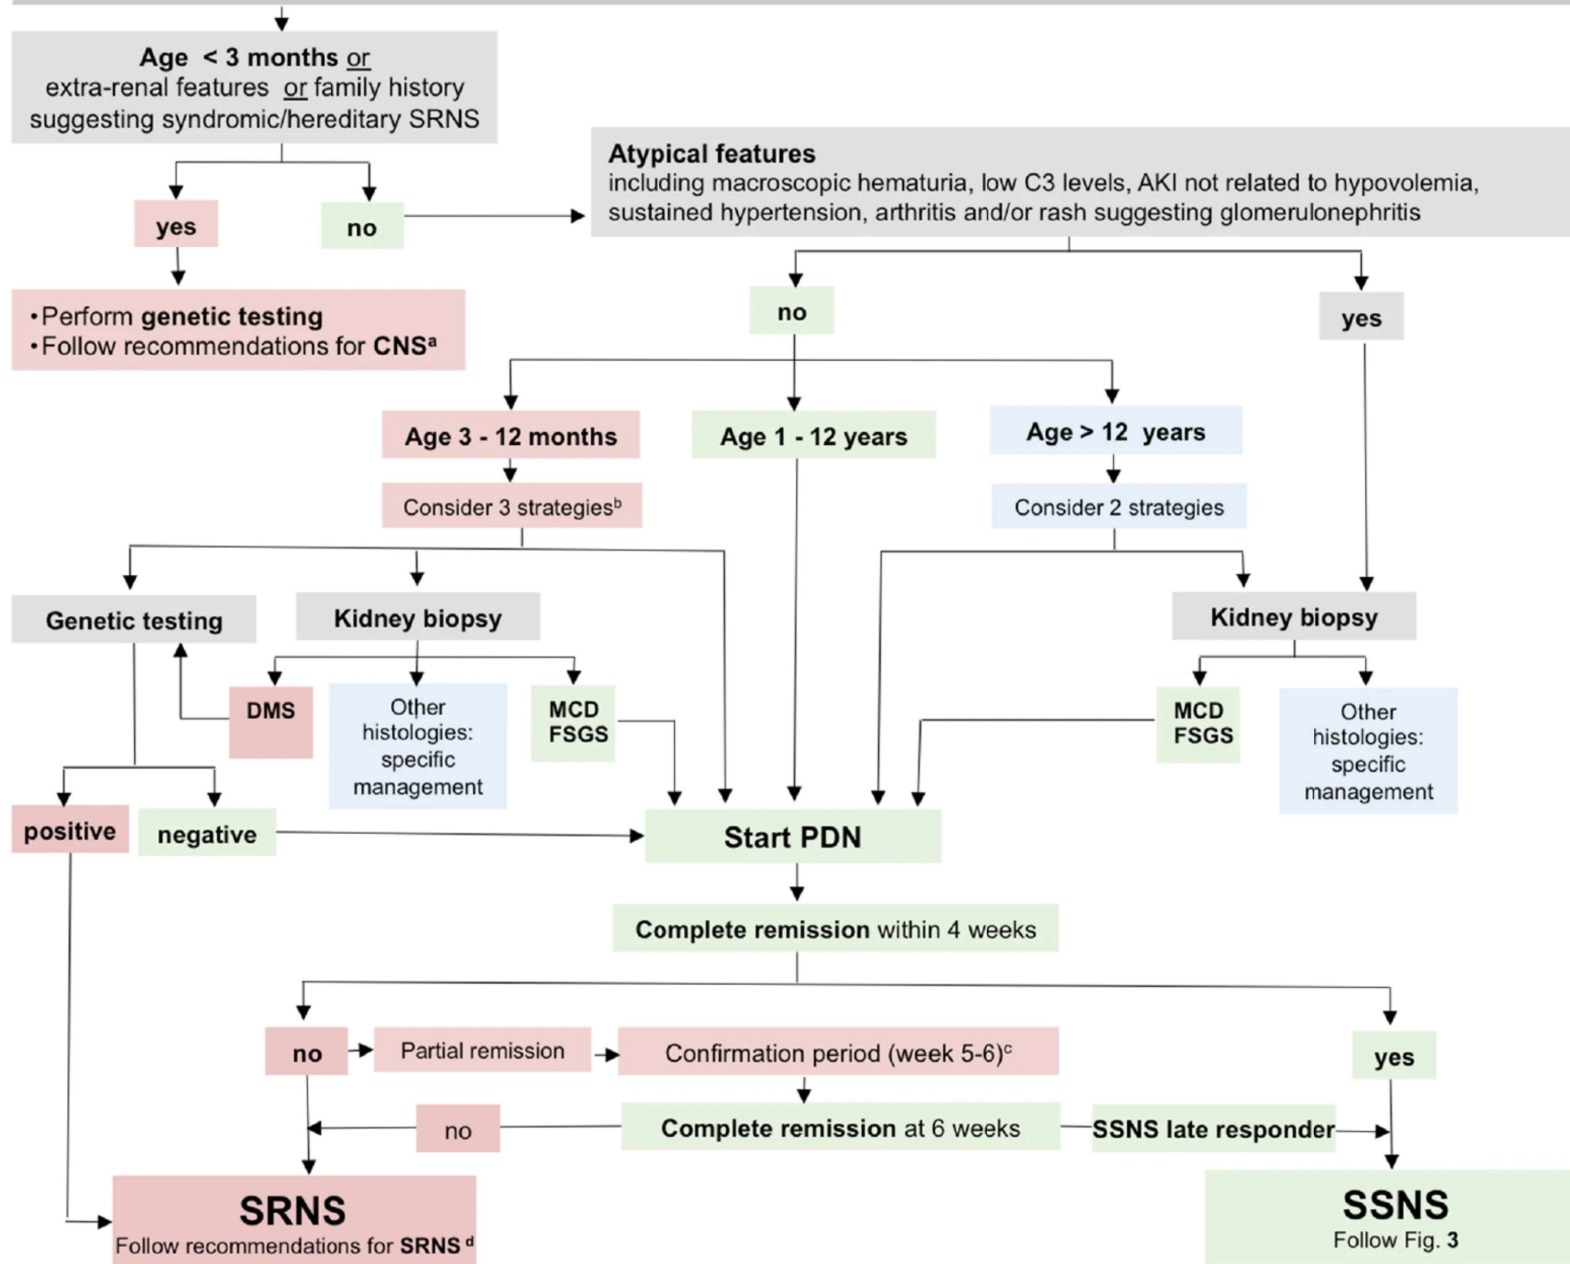 Age < 3 months or
extra-renal features or family history
suggesting syndromic/hereditary SRNS
Atypical features
including macroscopic hematuria, low C3 levels, AKI not related to hypovolemia,
sustained hypertension, arthritis and/or rash suggesting glomerulonephritis
yes
no
•Perform genetic testing
•Follow recommendations for CNSᵃ
no
yes
Age 3 - 12 months
Age 1 - 12 years
Age > 12 years
Consider 3 strategiesᵇ
Consider 2 strategies
Genetic testing
Kidney biopsy
Kidney biopsy
DMS
Other
histologies:
specific
management
MCD
FSGS
MCD
FSGS
Other
histologies:
specific
management
positive
negative
Start PDN
Complete remission within 4 weeks
no
Partial remission
Confirmation period (week 5-6)ᶜ
yes
no
Complete remission at 6 weeks
SSNS late responder
SRNS
Follow recommendations for SRNS ᵈ
SSNS
Follow Fig. 3